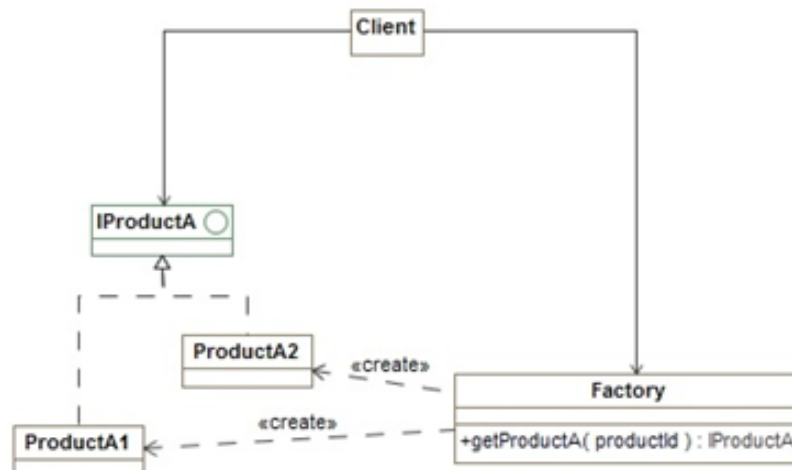 Client
IProductA
ProductA2
«create»
Factory
«create»
ProductA1
+getProductA( productId ) : IProductA